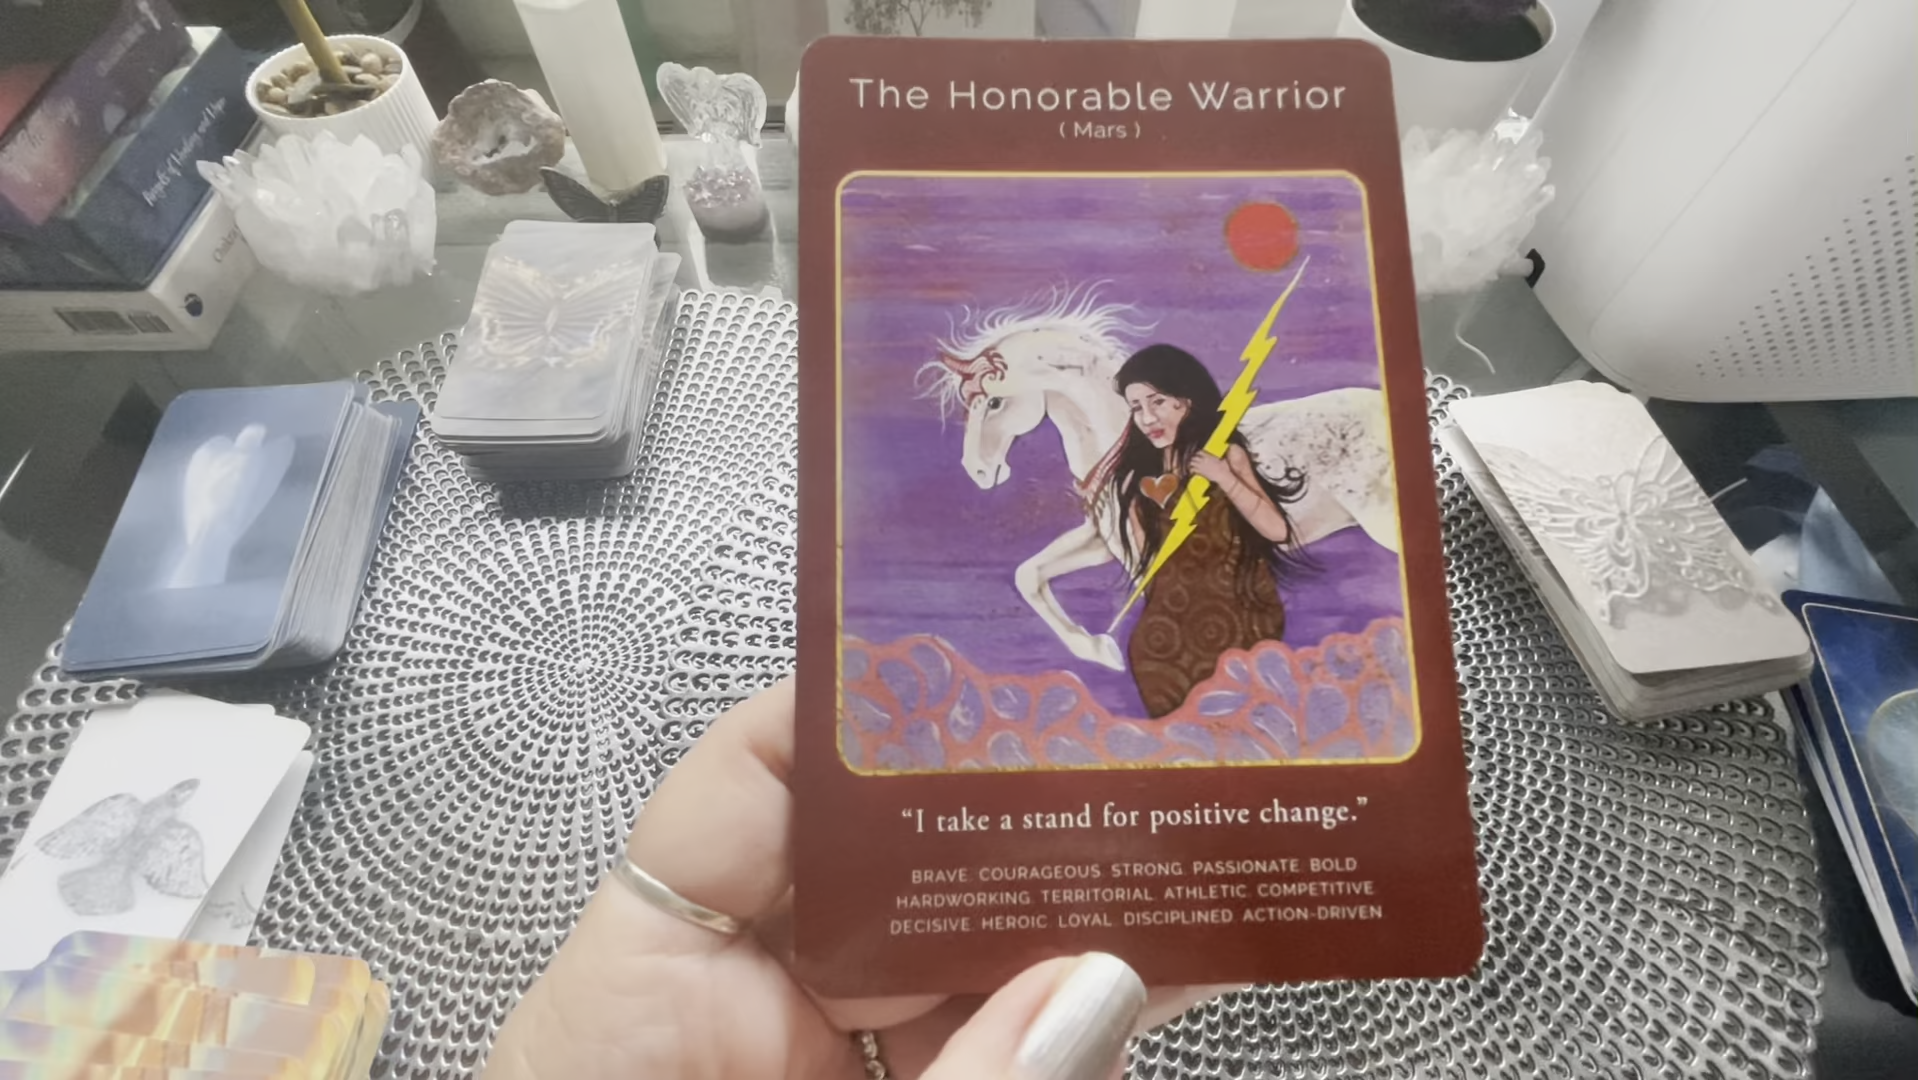 The Honorable Warrior
( Mars )
“I take a stand for positive change.”
BRAVE COURAGEOUS STRONG PASSIONATE BOLD
HARDWORKING TERRITORIAL ATHLETIC COMPETITIVE
DECISIVE HEROIC LOYAL DISCIPLINED ACTION-DRIVEN